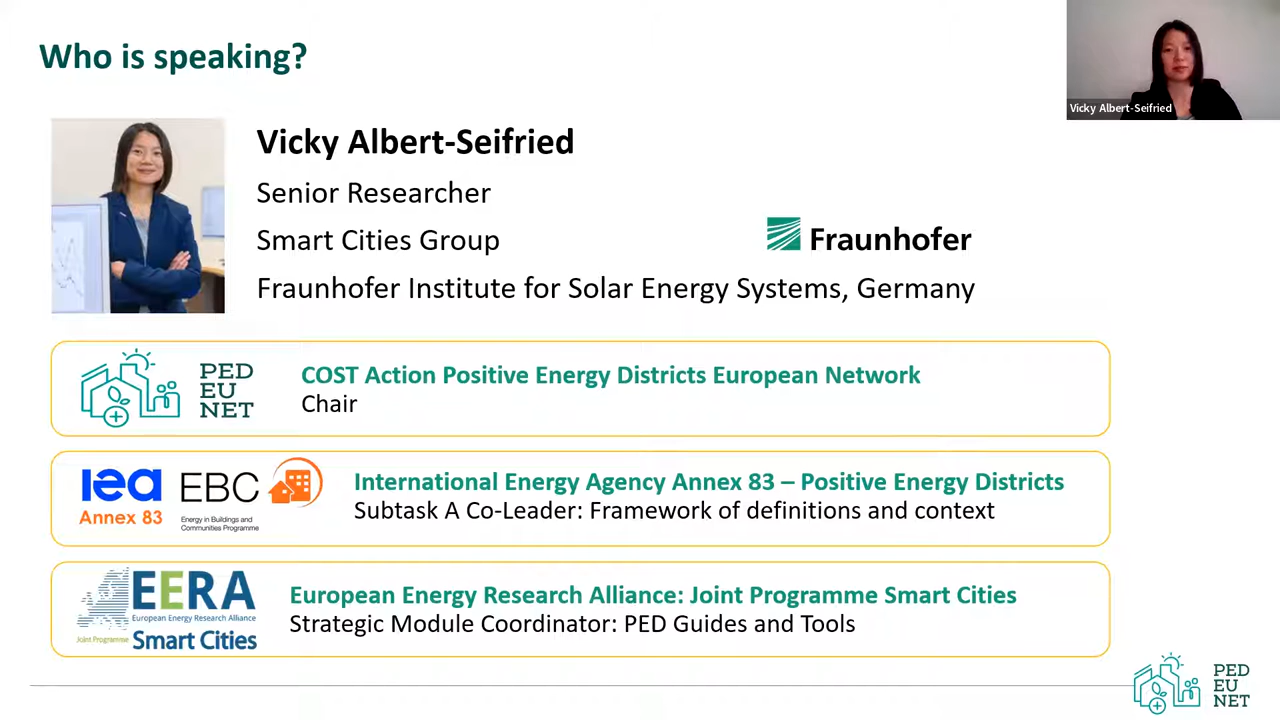 Who is speaking?
Vicky Albert-Seifried
Vicky Albert-Seifried
Senior Researcher
Smart Cities Group
Fraunhofer
Fraunhofer Institute for Solar Energy Systems, Germany
PED
EU
NET
COST Action Positive Energy Districts European Network
Chair
iea
Annex 83
EBC
Energy in Buildings and
Communities Programme
International Energy Agency Annex 83 – Positive Energy Districts
Subtask A Co-Leader: Framework of definitions and context
EERA
European Energy Research Alliance
Joint Programme
Smart Cities
European Energy Research Alliance: Joint Programme Smart Cities
Strategic Module Coordinator: PED Guides and Tools
PED
EU
NET